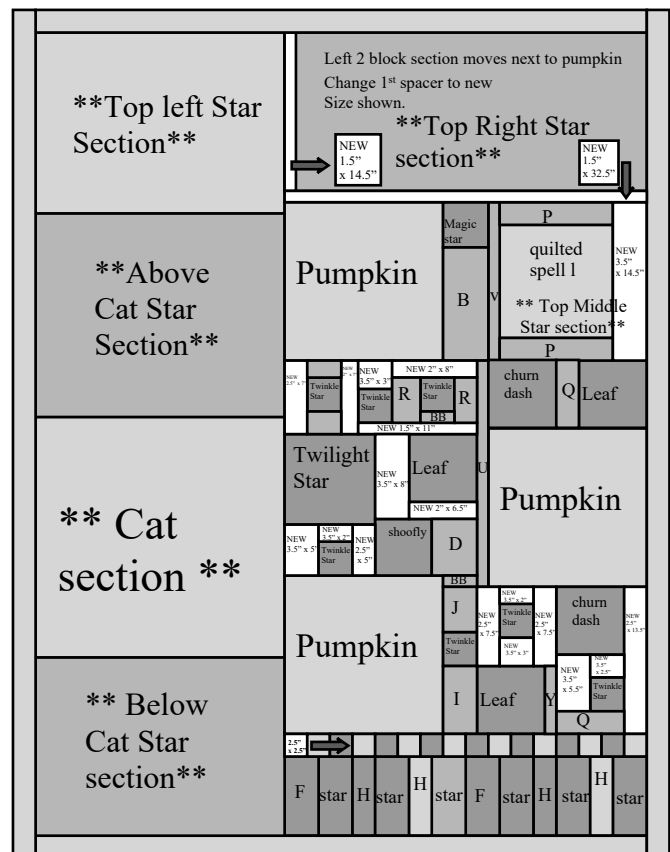 **Top left Star
Section**
Left 2 block section moves next to pumpkin
Change 1st spacer to new
Size shown.
**Top Right Star
section**
NEW
1.5"
x 14.5"
NEW
1.5"
x 32.5"
**Above
Cat Star
Section**
Pumpkin
Magic
star
B
V
P
quilted
spell l
** Top Middle
Star section**
P
NEW
3.5"
x 14.5"
NEW
2.5" x 7"
Twinkle
Star
NEW
3.5" x 3"
Twinkle
Star
NEW 2" x 8"
R
Twinkle
Star
BB
R
NEW 1.5" x 11"
churn
dash
Q
Leaf
** Cat
section **
Twilight
Star
NEW
3.5" x 8"
Leaf
NEW 2" x 6.5"
U
Pumpkin
NEW
3.5" x 5"
NEW
3.5" x 2"
Twinkle
Star
NEW
2.5"
x 5"
shoofly
D
BB
Pumpkin
J
Twinkle
Star
I
NEW
2.5"
x 7.5"
NEW
3.5" x 2"
Twinkle
Star
NEW
3.5" x 3"
NEW
2.5"
x 7.5"
Leaf
Y
churn
dash
NEW
3.5"
x 5.5"
NEW
3.5"
x 2.5"
Twinkle
Star
Q
NEW
2.5"
x 13.5"
** Below
Cat Star
section**
2.5"
x 2.5"
F
star
H
star
H
star
F
star
H
star
H
star